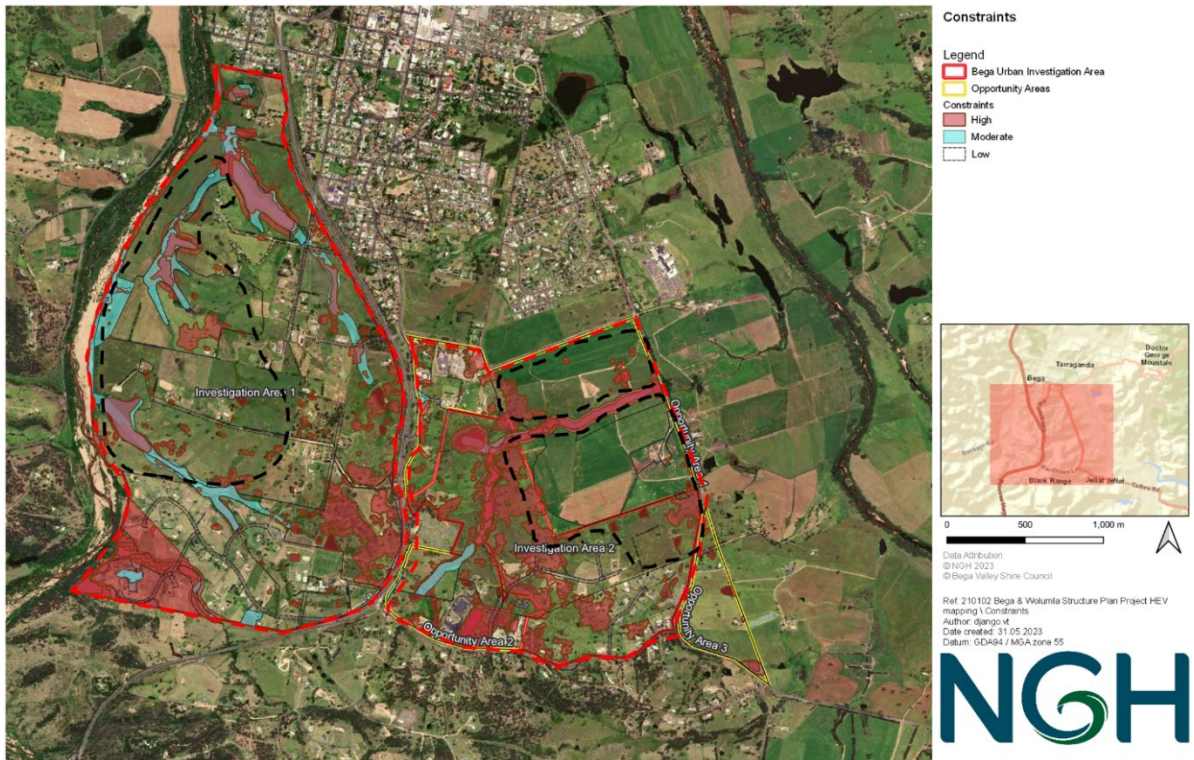 Constraints
Legend
Bega Urban Investigation Area
Opportunity Areas
Constraints
High
Moderate
Low
Investigation Area 1
Opportunity Area 1
Investigation Area 2
Opportunity Area 2
Opportunity Area 3
Bega
Tarraganda
Doctor
George
Mountain
Black Range
Jellat Jellat
0 500 1,000 m
Data Attribution
© NGH 2023
© Bega Valley Shire Council
Ref: 210102 Bega & Wolumla Structure Plan Project HEV
mapping \ Constraints
Author: django.vt
Date created: 31.05.2023
Datum: GDA94 / MGA zone 55
NGH